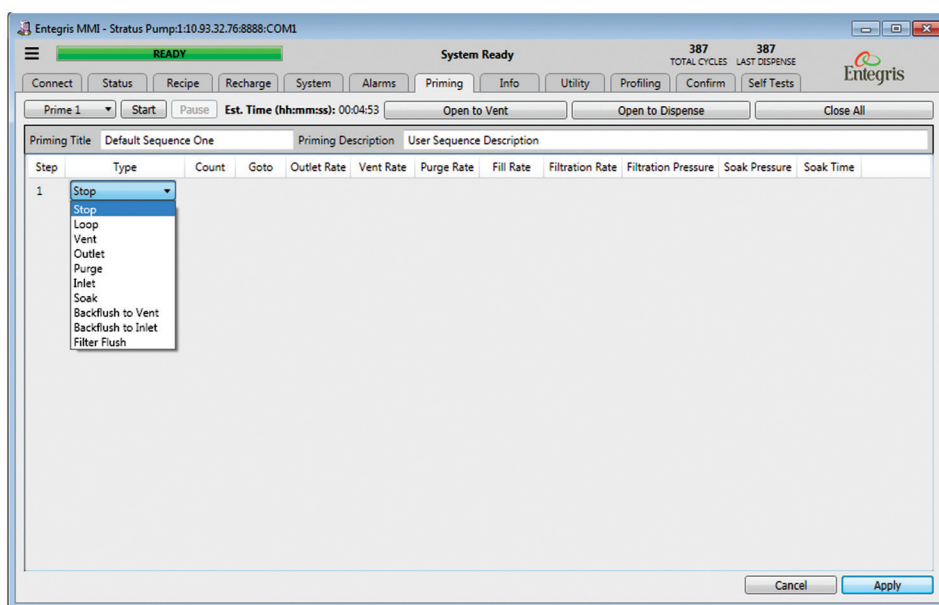 Entegris MMI - Stratus Pump:1:10.93.32.76:8888:COM1
READY
System Ready
387 387
TOTAL CYCLES LAST DISPENSE
Entegris
Connect Status Recipe Recharge System Alarms Priming Info Utility Profiling Confirm Self Tests
Prime 1 Start Pause Est. Time (hh:mm:ss): 00:04:53 Open to Vent Open to Dispense Close All
Priming Title Default Sequence One Priming Description User Sequence Description
Step Type Count Goto Outlet Rate Vent Rate Purge Rate Fill Rate Filtration Rate Filtration Pressure Soak Pressure Soak Time
1 Stop
Stop
Loop
Vent
Outlet
Purge
Inlet
Soak
Backflush to Vent
Backflush to Inlet
Filter Flush
Cancel Apply